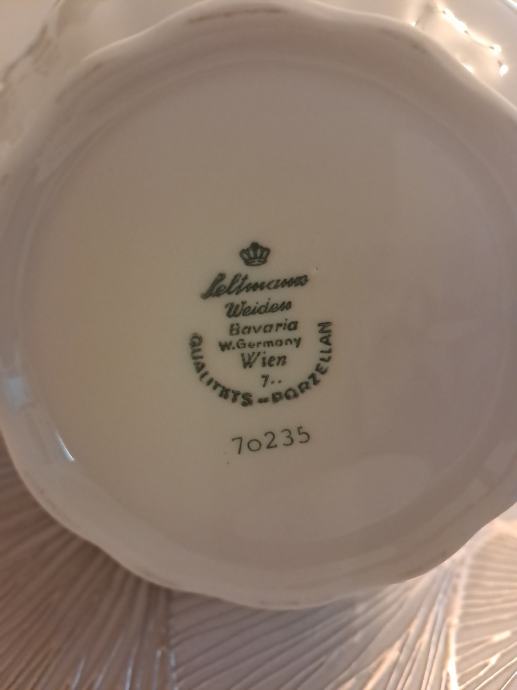 Seltmann
Weiden
Bavaria
W.Germany
Wien
7..
QUALITÄTS-PORZELLAN
70235